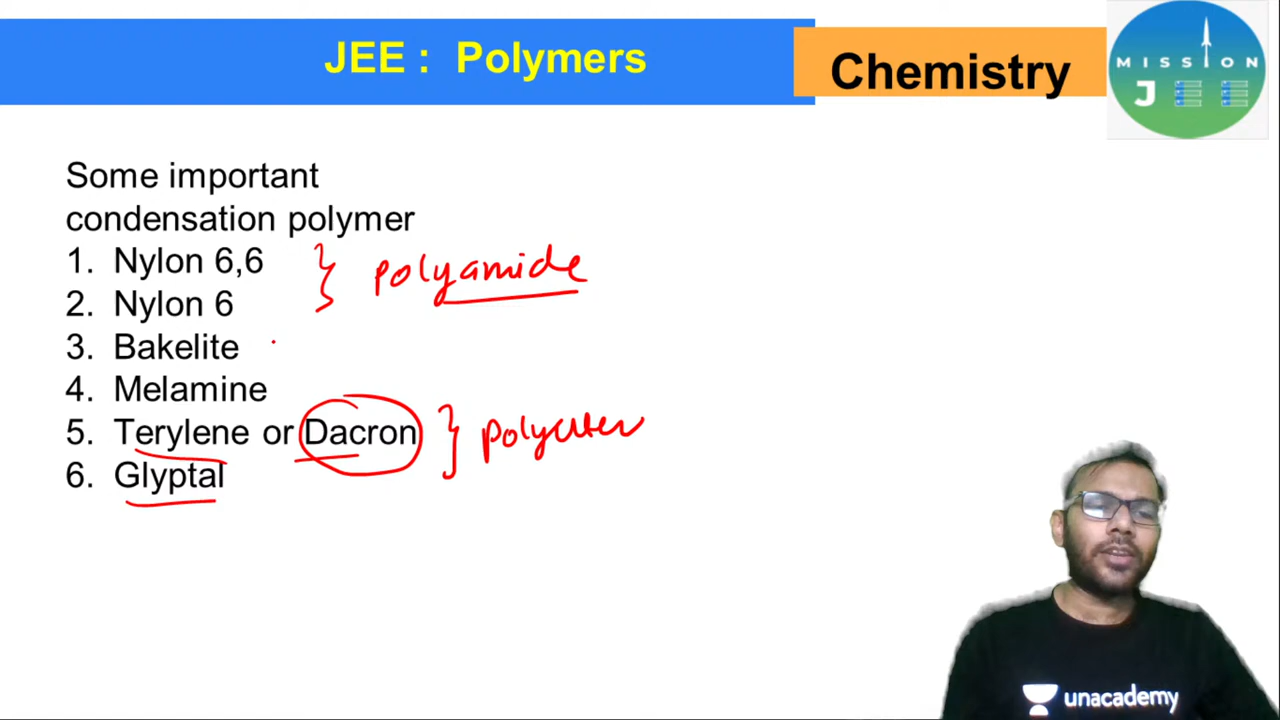 JEE : Polymers
Chemistry
MISSION
JEE
Some important
condensation polymer
1. Nylon 6,6
2. Nylon 6
} polyamide
3. Bakelite
4. Melamine
5. Terylene or Dacron
6. Glyptal
} polyester
unacademy